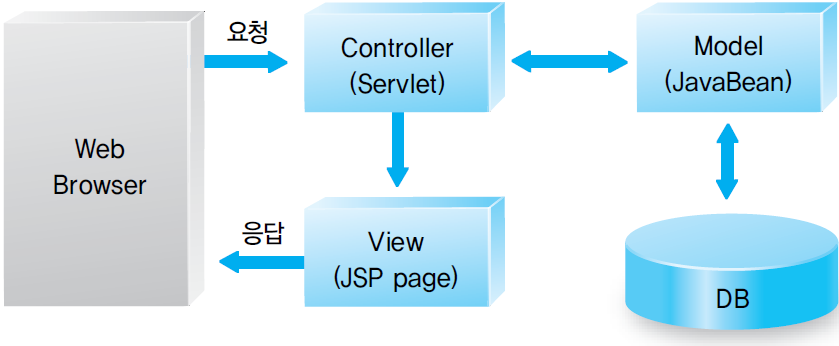 요청
Controller
(Servlet)
Model
(JavaBean)
Web
Browser
응답
View
(JSP page)
DB